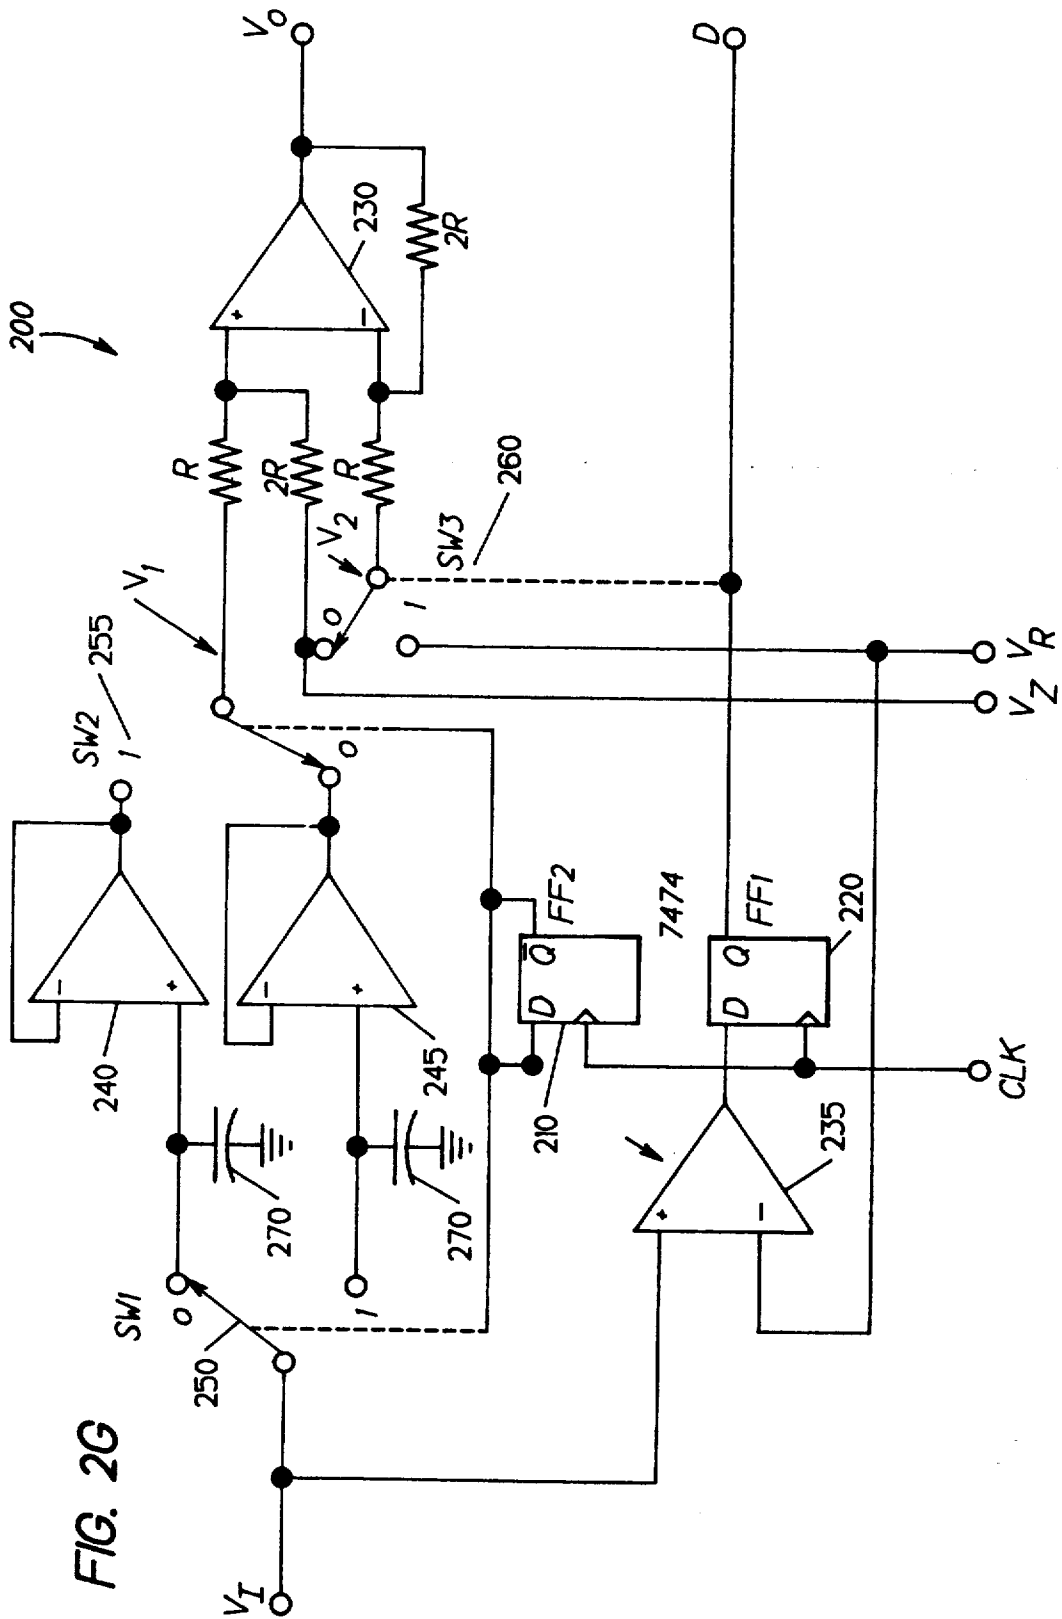 FIG. 2G
200
V_I
SW1
0
1
250
270
270
-
+
240
-
+
245
SW2
1
255
0
V_1
R
2R
R
V_2
0
1
SW3
260
+
-
230
2R
V_O
D
Q̅
FF2
210
7474
D
Q
FF1
220
+
-
235
CLK
V_Z
V_R
D